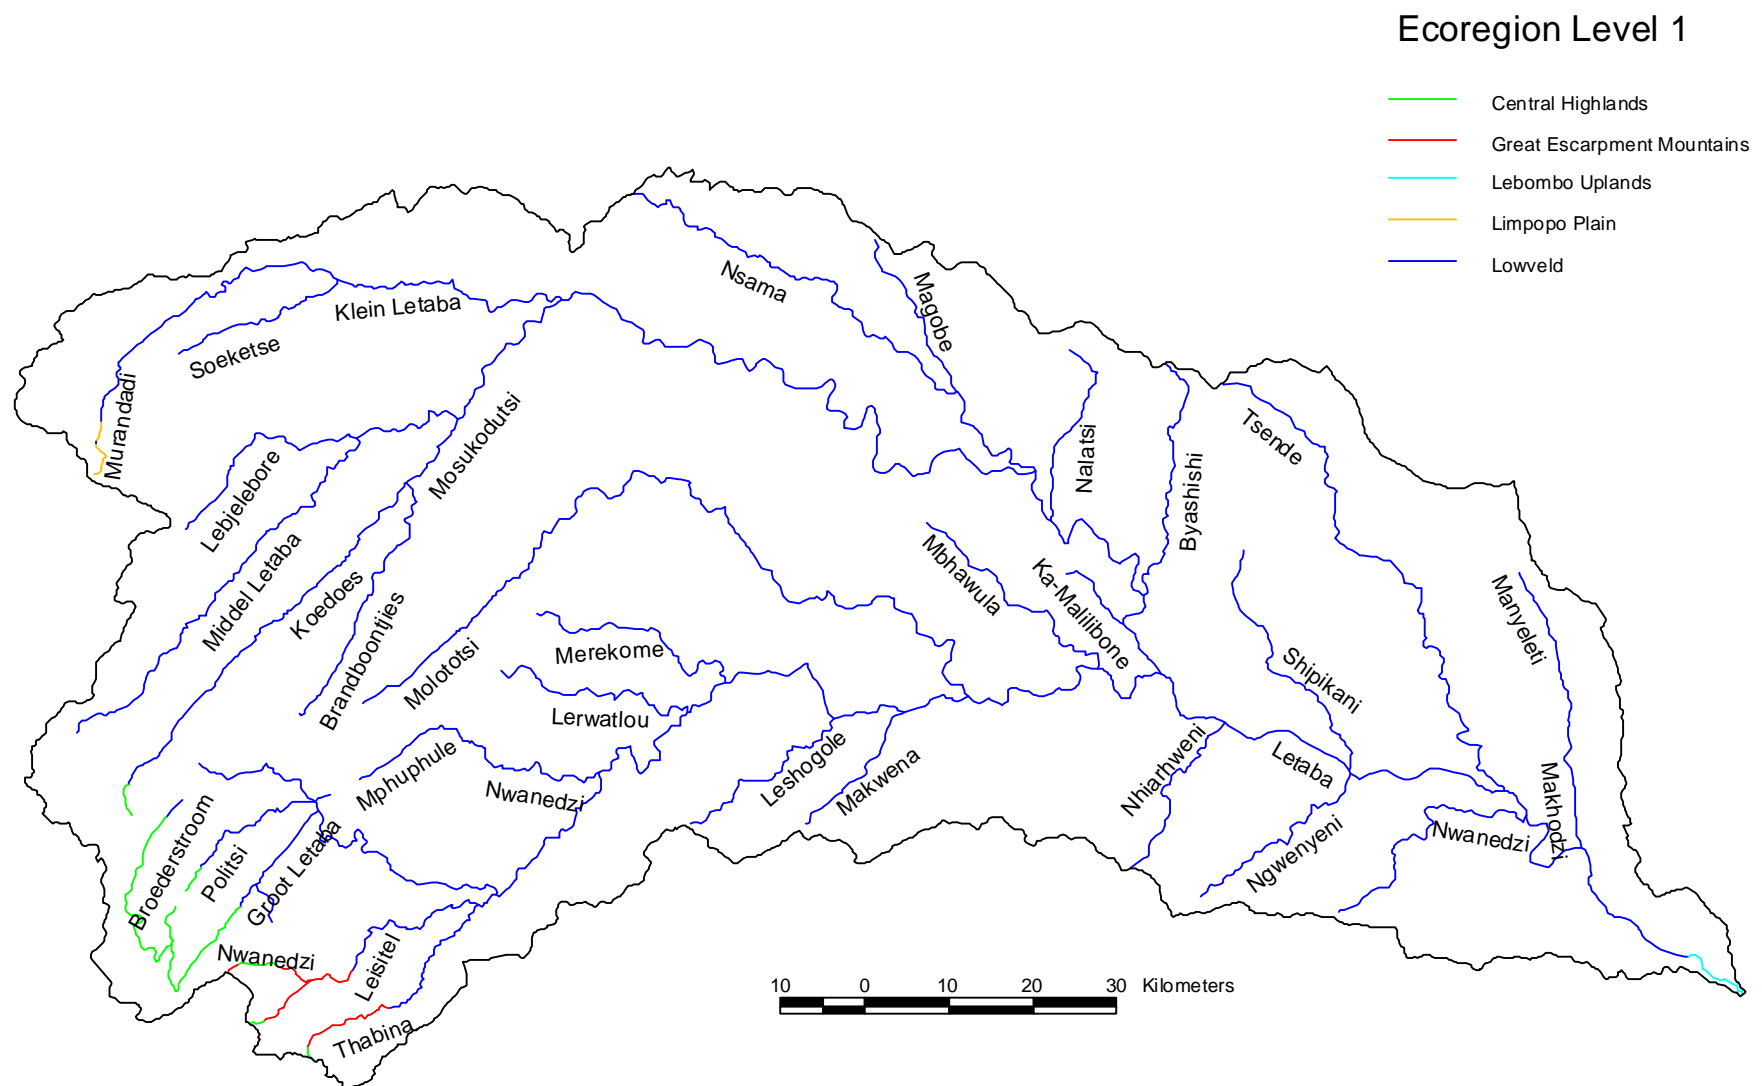 Ecoregion Level 1
Central Highlands
Great Escarpment Mountains
Lebombo Uplands
Limpopo Plain
Lowveld
Nsama
Magobe
Klein Letaba
Soeketse
Murandadi
Mosukodutsi
Nalatsi
Byashishi
Tsende
Lebjelebore
Middel Letaba
Koedoes
Brandboontjies
Molototsi
Merekome
Lerwatlou
Mbhawula
Ka-Malilibone
Shipikani
Manyeleti
Makhodzi
Mphuphule
Nwanedzi
Leshogole
Makwena
Nhiarhweni
Letaba
Ngwenyeni
Nwanedzi
Broederstroom
Politsi
Groot Letaba
Nwanedzi
Leisitel
Thabina
10 0 10 20 30 Kilometers